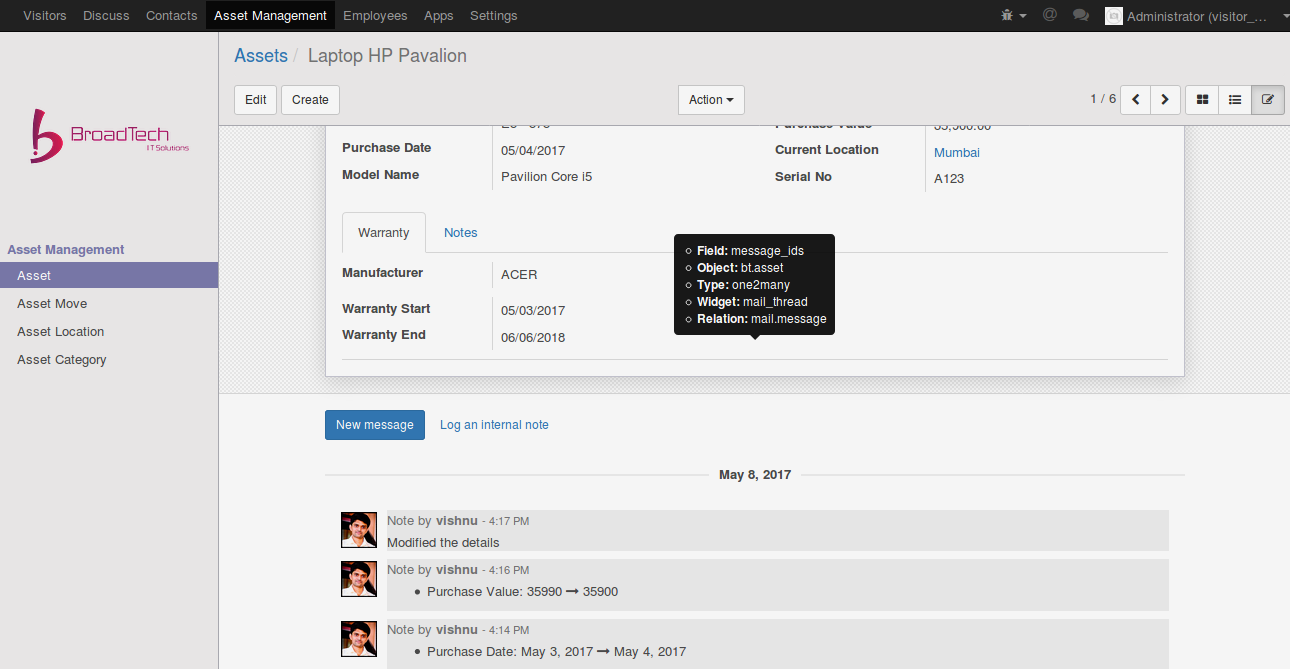 Visitors Discuss Contacts Asset Management Employees Apps Settings @ Administrator (visitor_...
Assets / Laptop HP Pavalion
Edit Create Action 1 / 6
BroadTech
IT Solutions
Asset Management
Asset
Asset Move
Asset Location
Asset Category
Purchase Value
Purchase Date 05/04/2017 Current Location Mumbai
Model Name Pavilion Core i5 Serial No A123
Warranty Notes
Field: message_ids
Object: bt.asset
Type: one2many
Widget: mail_thread
Relation: mail.message
Manufacturer ACER
Warranty Start 05/03/2017
Warranty End 06/06/2018
New message Log an internal note
May 8, 2017
Note by vishnu - 4:17 PM
Modified the details
Note by vishnu - 4:16 PM
• Purchase Value: 35990 → 35900
Note by vishnu - 4:14 PM
• Purchase Date: May 3, 2017 → May 4, 2017